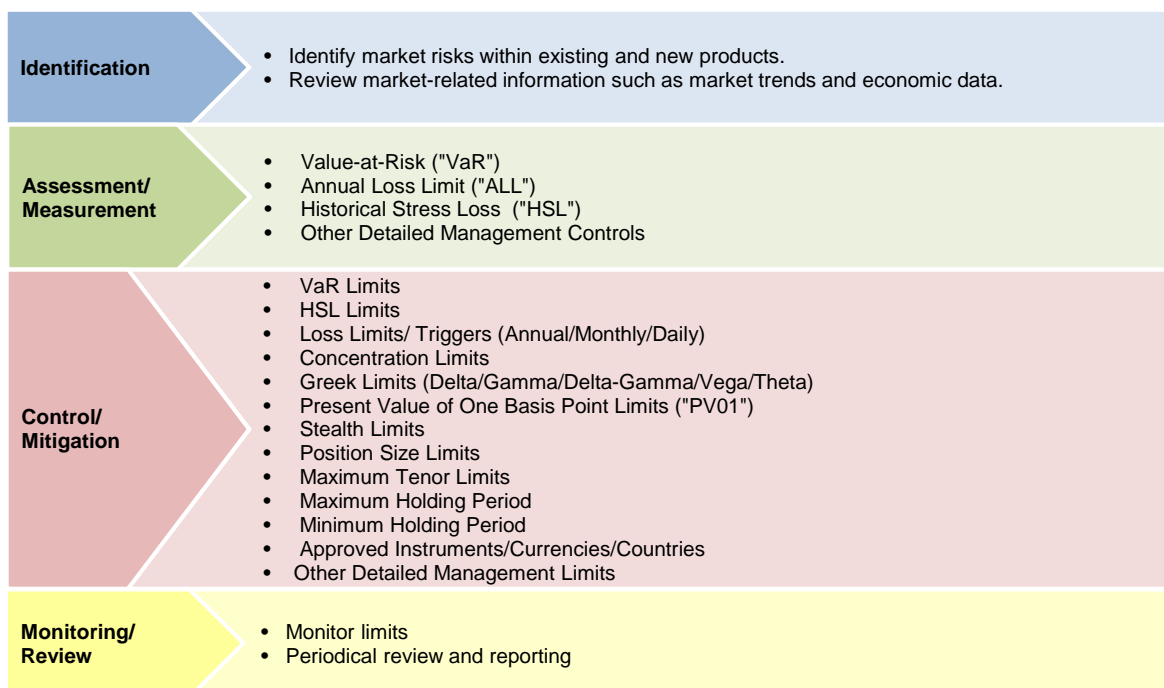 Identification
• Identify market risks within existing and new products.
• Review market-related information such as market trends and economic data.
Assessment/
Measurement
• Value-at-Risk ("VaR")
• Annual Loss Limit ("ALL")
• Historical Stress Loss ("HSL")
• Other Detailed Management Controls
Control/
Mitigation
• VaR Limits
• HSL Limits
• Loss Limits/ Triggers (Annual/Monthly/Daily)
• Concentration Limits
• Greek Limits (Delta/Gamma/Delta-Gamma/Vega/Theta)
• Present Value of One Basis Point Limits ("PV01")
• Stealth Limits
• Position Size Limits
• Maximum Tenor Limits
• Maximum Holding Period
• Minimum Holding Period
• Approved Instruments/Currencies/Countries
• Other Detailed Management Limits
Monitoring/
Review
• Monitor limits
• Periodical review and reporting